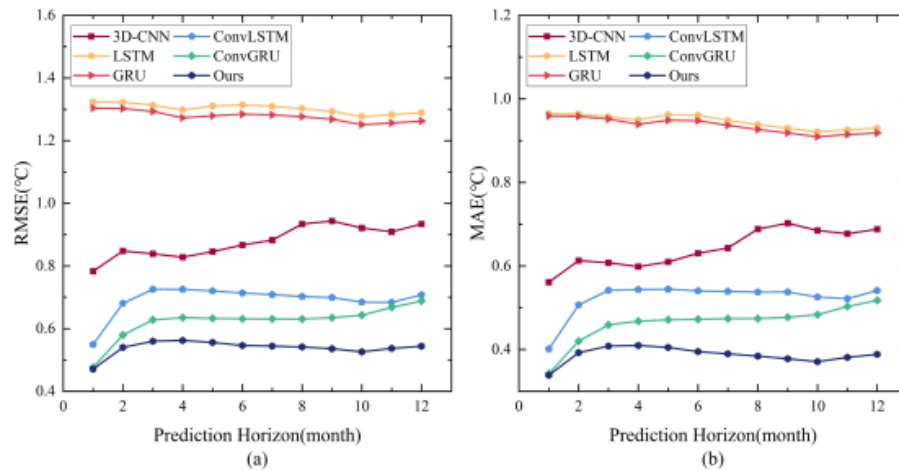 1.6
1.4
1.2
1.0
0.8
0.6
0.4
RMSE(℃)
3D-CNN
LSTM
GRU
ConvLSTM
ConvGRU
Ours
0 2 4 6 8 10 12
Prediction Horizon(month)
(a)
1.2
1.0
0.8
0.6
0.4
MAE(℃)
3D-CNN
LSTM
GRU
ConvLSTM
ConvGRU
Ours
0 2 4 6 8 10 12
Prediction Horizon(month)
(b)